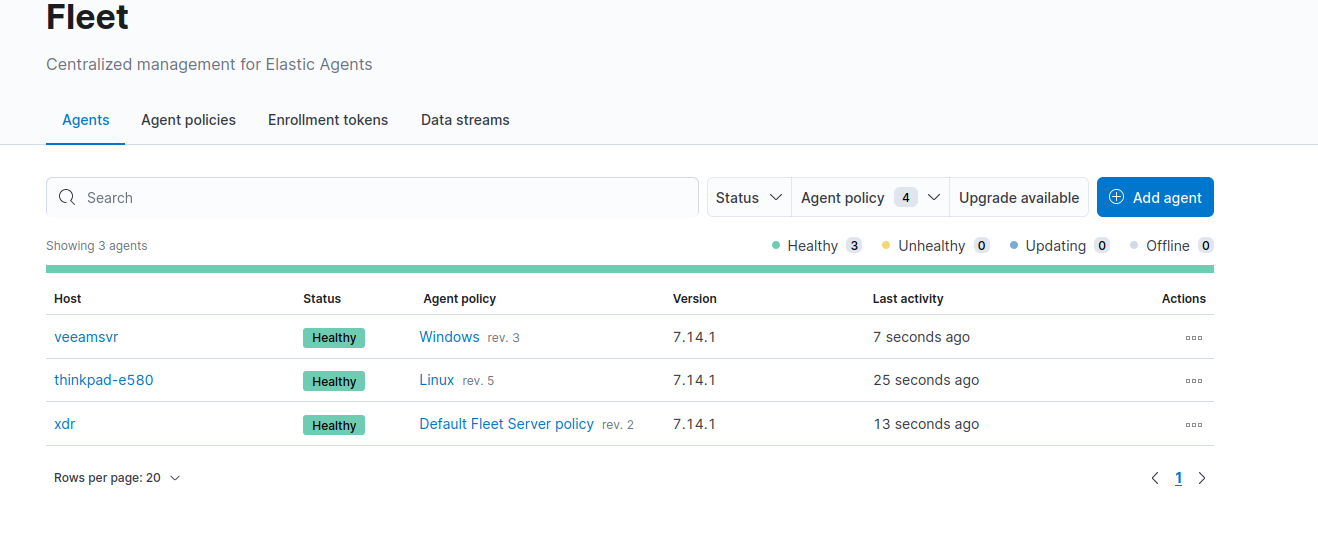 Fleet
Centralized management for Elastic Agents
Agents Agent policies Enrollment tokens Data streams
Search Status Agent policy 4 Upgrade available Add agent
Showing 3 agents Healthy 3 Unhealthy 0 Updating 0 Offline 0
Host Status Agent policy Version Last activity Actions
veeamsvr Healthy Windows rev. 3 7.14.1 7 seconds ago
thinkpad-e580 Healthy Linux rev. 5 7.14.1 25 seconds ago
xdr Healthy Default Fleet Server policy rev. 2 7.14.1 13 seconds ago
Rows per page: 20 1